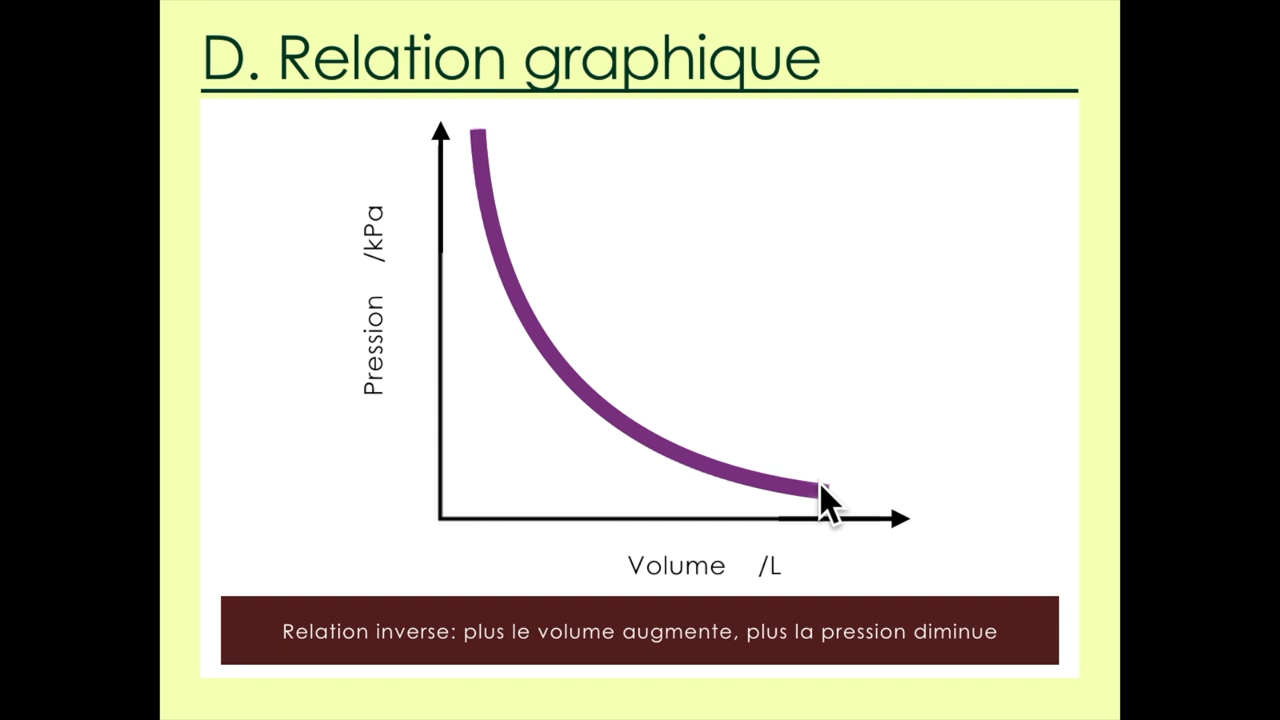 D. Relation graphique
Pression /kPa
Volume /L
Relation inverse: plus le volume augmente, plus la pression diminue